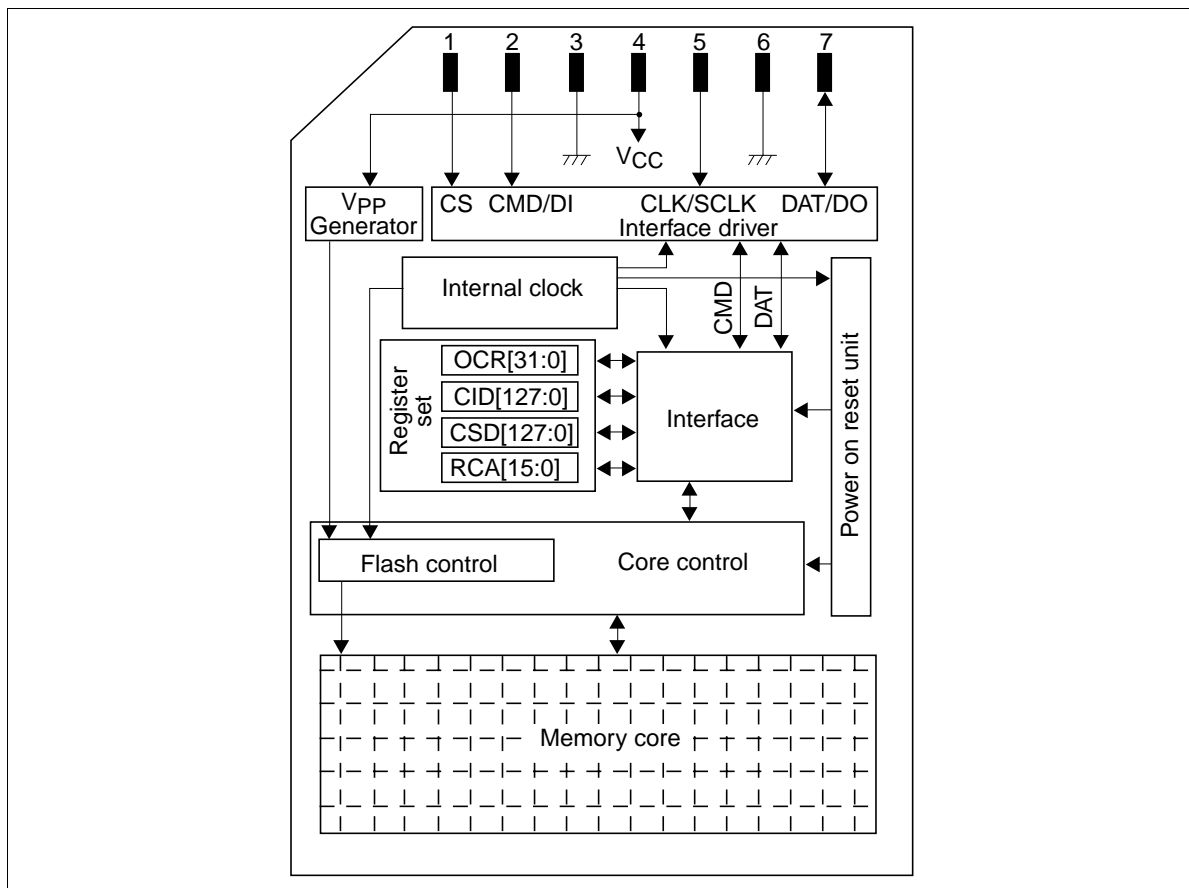 1 2 3 4 5 6 7
VCC
VPP
Generator
CS CMD/DI CLK/SCLK DAT/DO
Interface driver
Internal clock
CMD
DAT
Register
set
OCR[31:0]
CID[127:0]
CSD[127:0]
RCA[15:0]
Interface
Power on reset unit
Flash control
Core control
Memory core